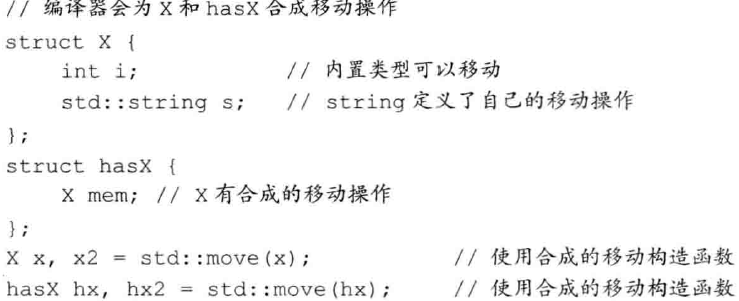 // 编译器会为 X 和 hasX 合成移动操作
struct X {
    int i;            // 内置类型可以移动
    std::string s;    // string 定义了自己的移动操作
};
struct hasX {
    X mem; // X 有合成的移动操作
};
X x, x2 = std::move(x);            // 使用合成的移动构造函数
hasX hx, hx2 = std::move(hx);      // 使用合成的移动构造函数